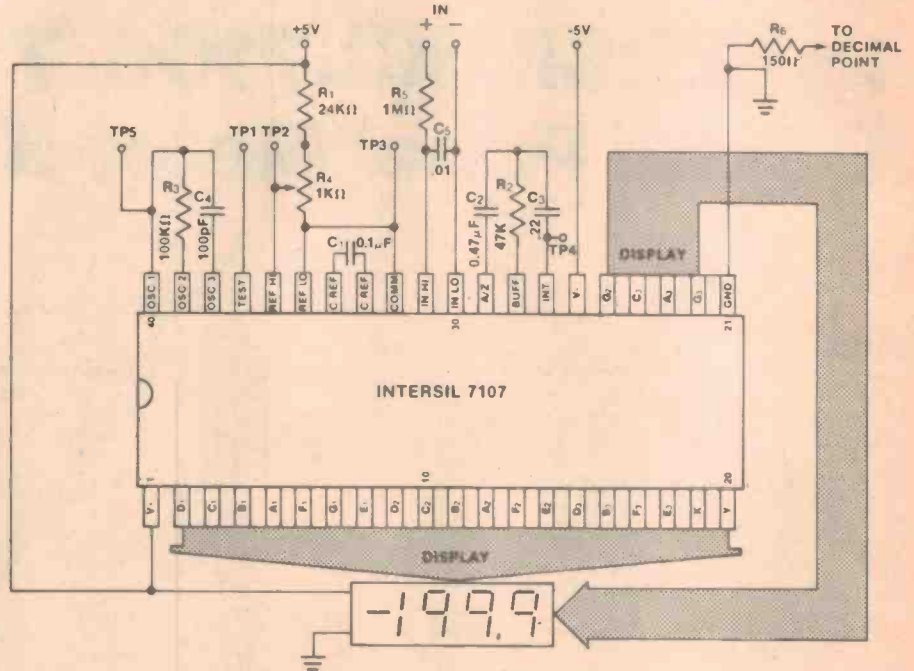 IN
+5V + − -5V
R6 150Ω TO DECIMAL POINT
R1 24KΩ
R5 1MΩ
C5 .01
TP5 TP1 TP2 TP3
R4 1KΩ
R3 100KΩ
C4 100pF
C1 0.1µF
C2 0.47µF
R2 47K
C3 .22
TP4
DISPLAY
OSC 1 OSC 2 OSC 3 TEST REF HI REF LO C REF C REF COMM IN HI IN LO A/Z BUFF INT V- G2 C3 A3 G3 GND
40 30 21
INTERSIL 7107
1 10 20
V+ D1 C1 B1 A1 F1 G1 E1 D2 C2 B2 A2 F2 E2 D3 B3 F3 E3 K Y
DISPLAY
-199.9